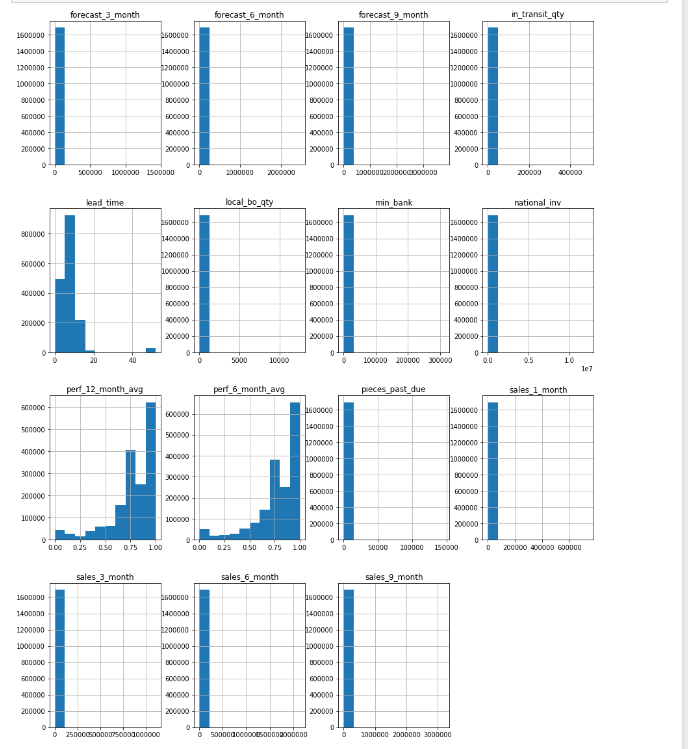 forecast_3_month forecast_6_month forecast_9_month in_transit_qty
1600000 1600000 1600000 1600000
1400000 1400000 1400000 1400000
1200000 1200000 1200000 1200000
1000000 1000000 1000000 1000000
800000 800000 800000 800000
600000 600000 600000 600000
400000 400000 400000 400000
200000 200000 200000 200000
0 0 0 0
0 500000 1000000 1500000 0 1000000 2000000 0 1000000 2000000 3000000 0 200000 400000
lead_time local_bo_qty min_bank national_inv
800000 1600000 1600000 1600000
1400000 1400000 1400000
600000 1200000 1200000 1200000
1000000 1000000 1000000
400000 800000 800000 800000
600000 600000 600000
200000 400000 400000 400000
200000 200000 200000
0 0 0 0
0 20 40 0 5000 10000 0 100000 200000 300000 0.0 0.5 1.0
1e7
perf_12_month_avg perf_6_month_avg pieces_past_due sales_1_month
600000 600000 1600000 1600000
500000 500000 1400000 1400000
400000 400000 1200000 1200000
300000 300000 1000000 1000000
200000 200000 800000 800000
100000 100000 600000 600000
400000 400000
200000 200000
0 0 0 0
0.00 0.25 0.50 0.75 1.00 0.00 0.25 0.50 0.75 1.00 0 50000 100000 150000 0 200000 400000 600000
sales_3_month sales_6_month sales_9_month
1600000 1600000 1600000
1400000 1400000 1400000
1200000 1200000 1200000
1000000 1000000 1000000
800000 800000 800000
600000 600000 600000
400000 400000 400000
200000 200000 200000
0 0 0
0 250000 500000 750000 1000000 0 500000 1000000 1500000 2000000 0 1000000 2000000 3000000